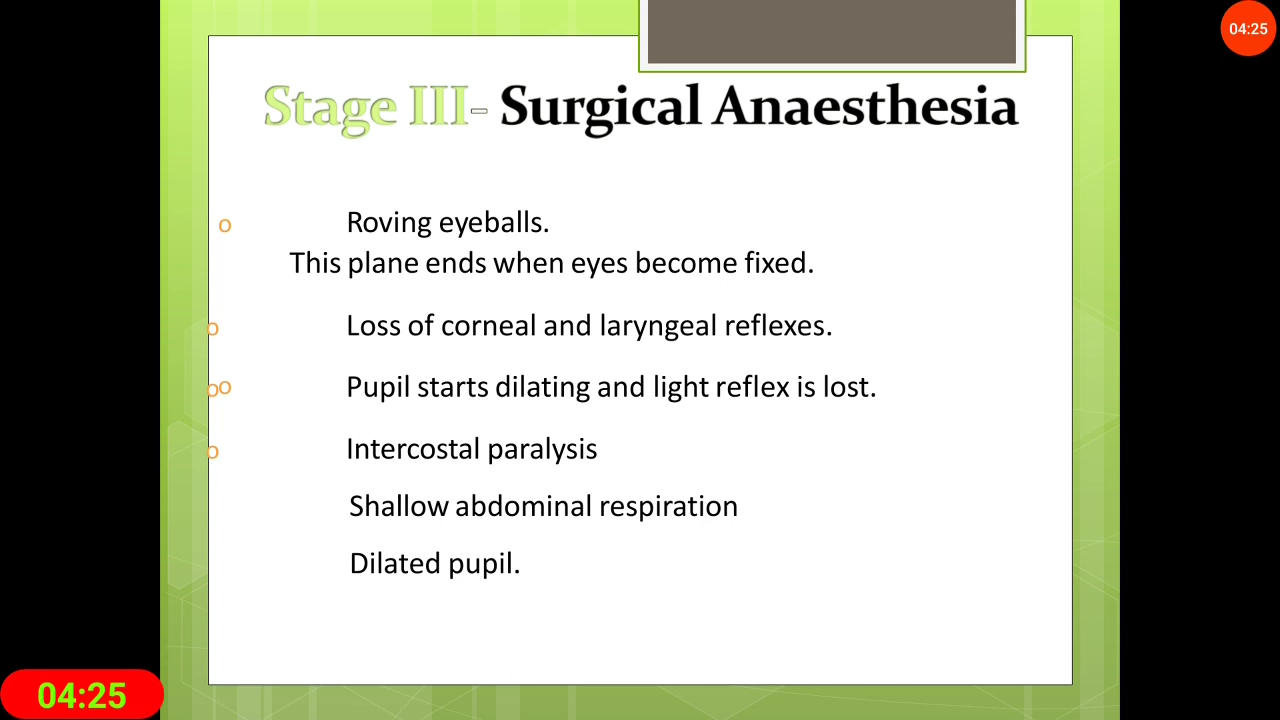 04:25
Stage III- Surgical Anaesthesia
o Roving eyeballs.
This plane ends when eyes become fixed.
o Loss of corneal and laryngeal reflexes.
oo Pupil starts dilating and light reflex is lost.
o Intercostal paralysis
Shallow abdominal respiration
Dilated pupil.
04:25